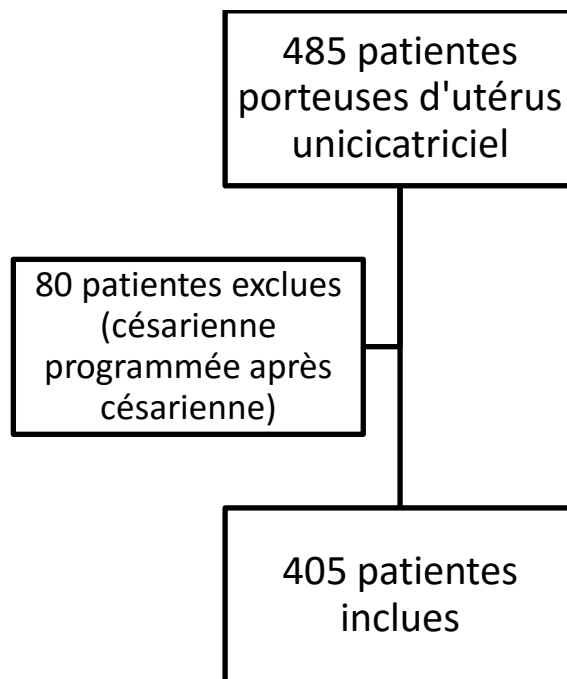 485 patientes
porteuses d'utérus
unicicatriciel
80 patientes exclues
(césarienne
programmée après
césarienne)
405 patientes
inclues